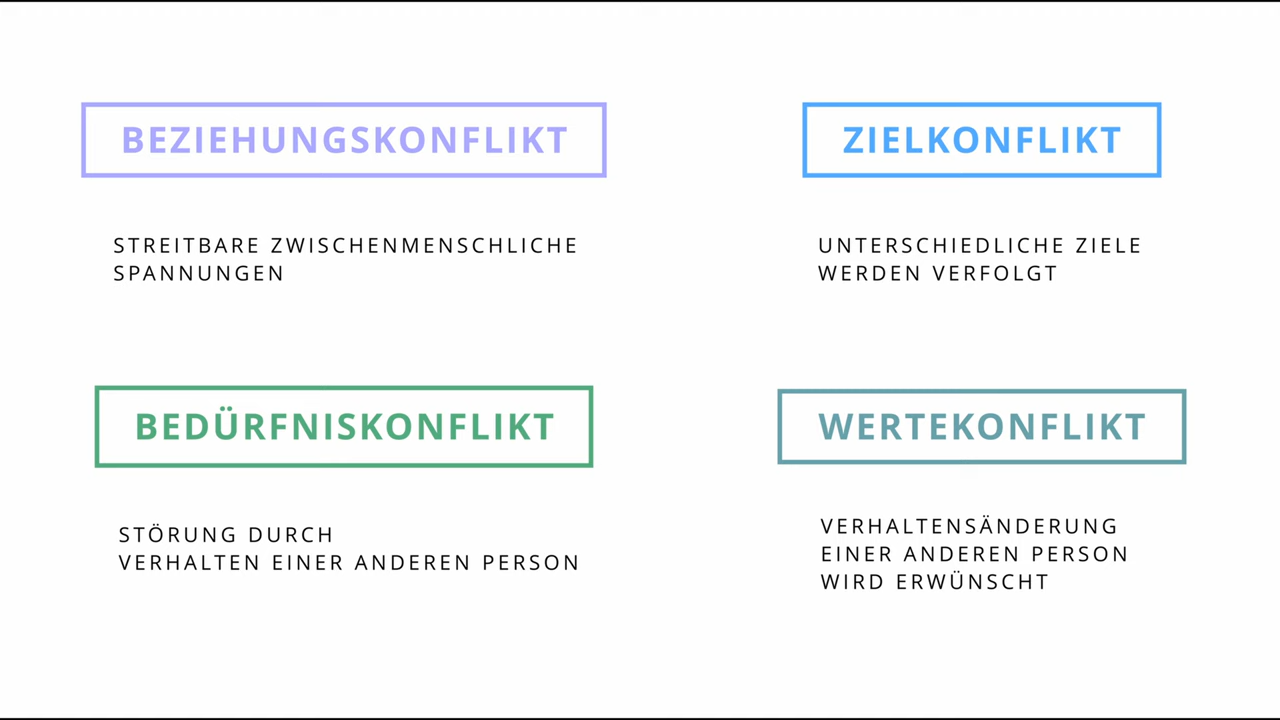 BEZIEHUNGSKONFLIKT
STREITBARE ZWISCHENMENSCHLICHE
SPANNUNGEN
ZIELKONFLIKT
UNTERSCHIEDLICHE ZIELE
WERDEN VERFOLGT
BEDÜRFNISKONFLIKT
STÖRUNG DURCH
VERHALTEN EINER ANDEREN PERSON
WERTEKONFLIKT
VERHALTENSÄNDERUNG
EINER ANDEREN PERSON
WIRD ERWÜNSCHT